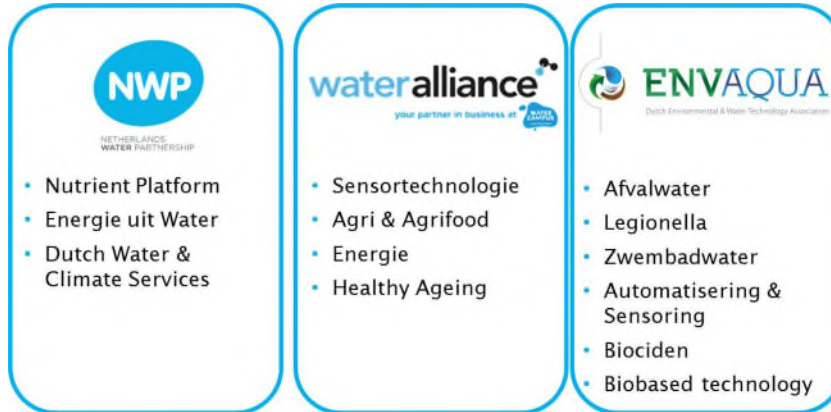 NWP
NETHERLANDS
WATER PARTNERSHIP
• Nutrient Platform
• Energie uit Water
• Dutch Water &
Climate Services
wateralliance
your partner in business at
WATER
CAMPUS
• Sensortechnologie
• Agri & Agrifood
• Energie
• Healthy Ageing
ENVAQUA
Dutch Environmental & Water Technology Association
• Afvalwater
• Legionella
• Zwembadwater
• Automatisering &
Sensoring
• Biociden
• Biobased technology